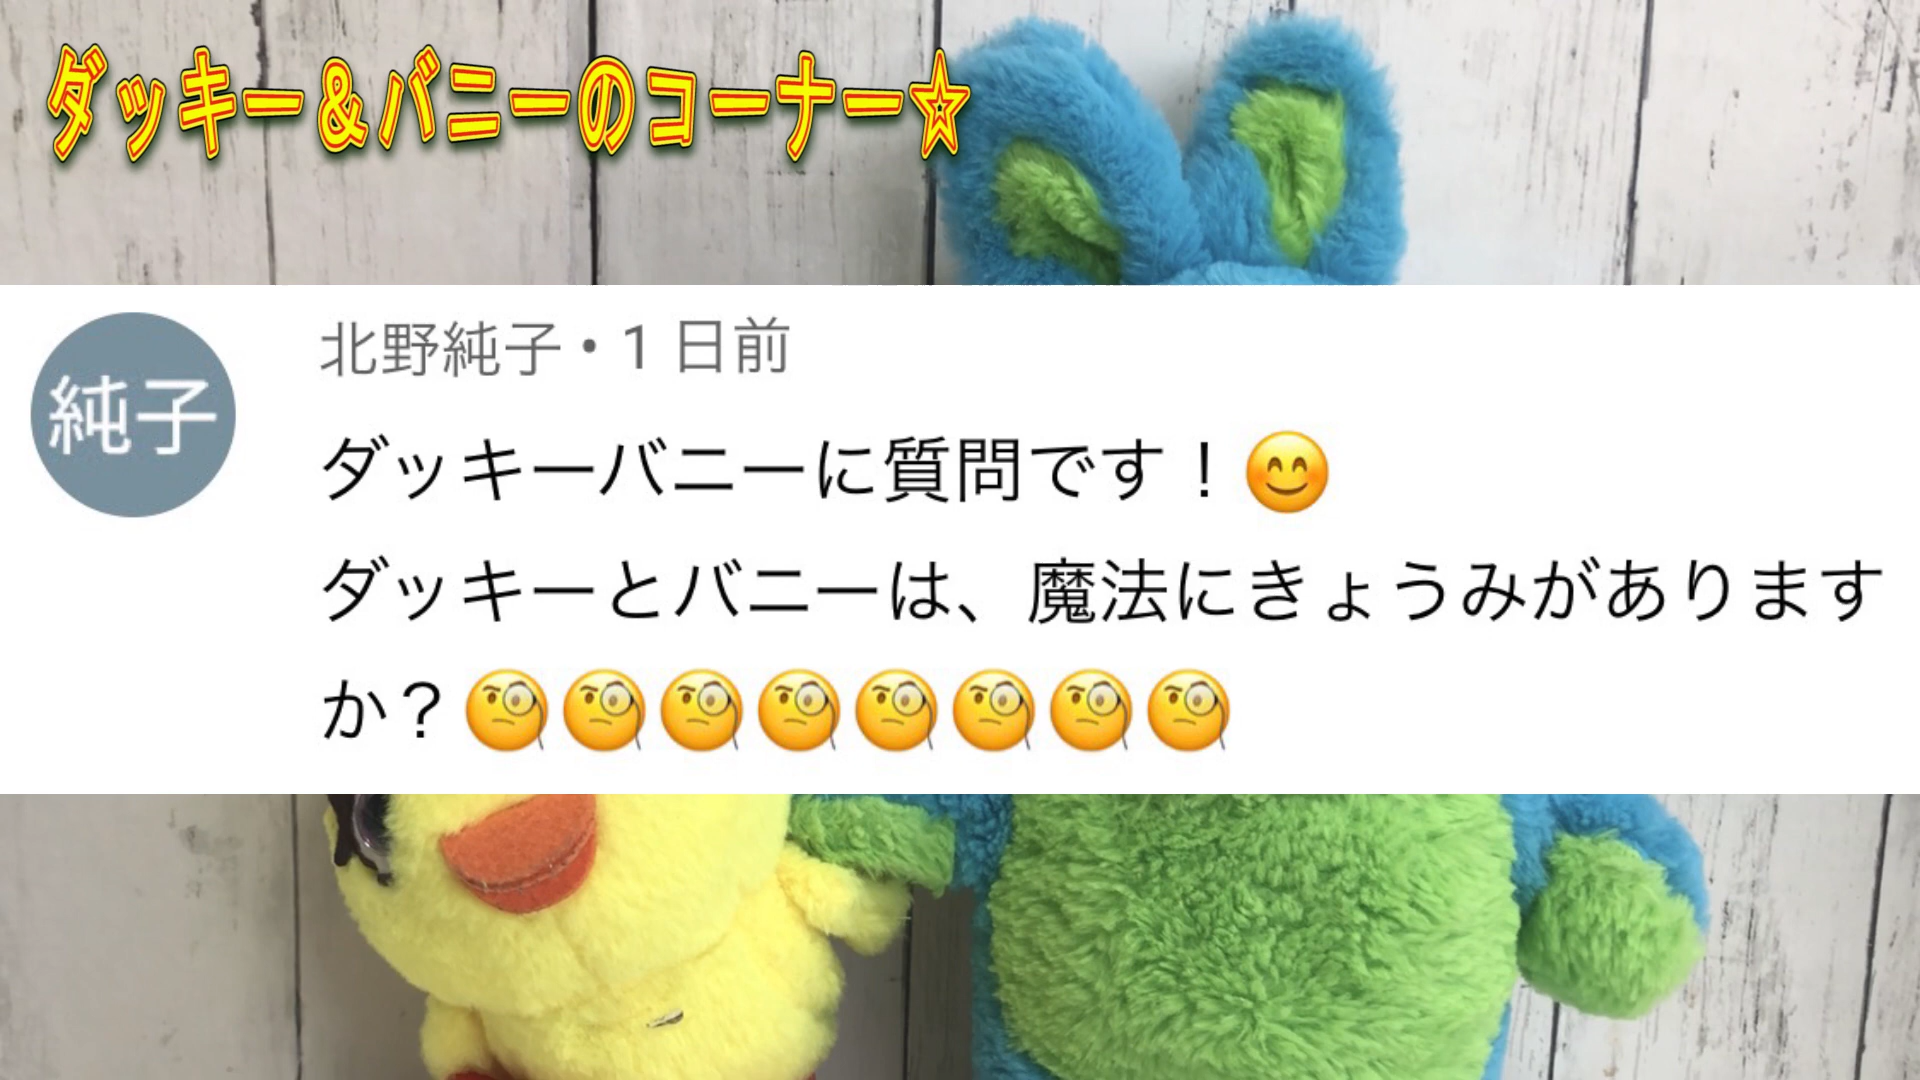 ダッキー＆バニーのコーナー☆
純子
北野純子・1 日前
ダッキーバニーに質問です！😊
ダッキーとバニーは、魔法にきょうみがあります
か？🧐🧐🧐🧐🧐🧐🧐🧐